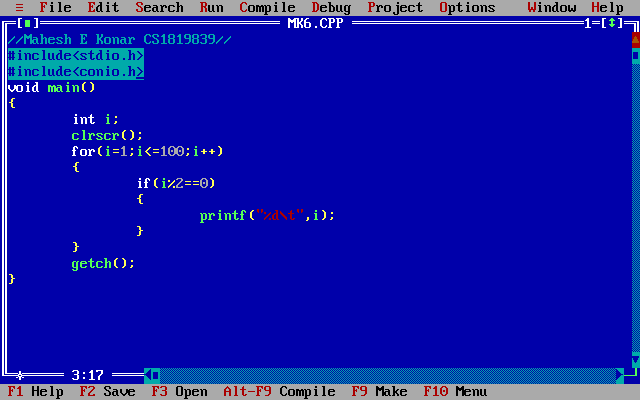 ≡ File Edit Search Run Compile Debug Project Options Window Help
[■] MK6.CPP 1=[↕]
//Mahesh E Konar CS1819839//
#include<stdio.h>
#include<conio.h>
void main()
{
int i;
clrscr();
for(i=1;i<=100;i++)
{
if(i%2==0)
{
printf("%d\t",i);
}
}
getch();
}
3:17
F1 Help F2 Save F3 Open Alt-F9 Compile F9 Make F10 Menu